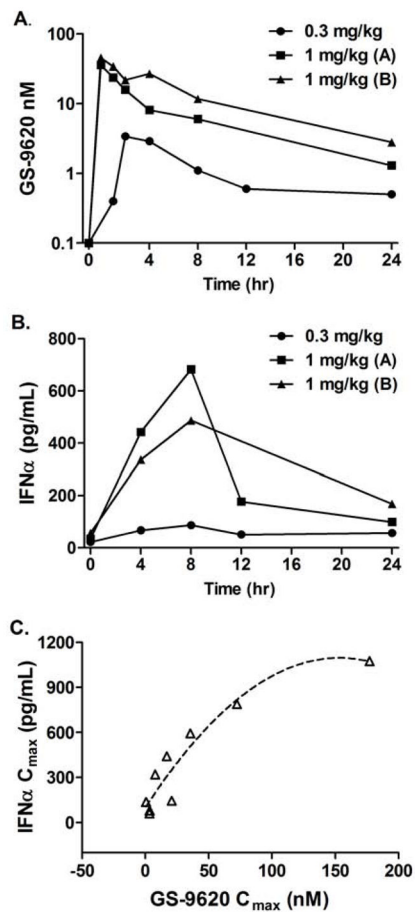 A.
0.3 mg/kg
1 mg/kg (A)
1 mg/kg (B)
100
10
1
0.1
GS-9620 nM
0 4 8 12 16 20 24
Time (hr)
B.
0.3 mg/kg
1 mg/kg (A)
1 mg/kg (B)
800
600
400
200
0
IFNα (pg/mL)
0 4 8 12 16 20 24
Time (hr)
C.
1200
900
600
300
0
IFNα Cmax (pg/mL)
-50 0 50 100 150 200
GS-9620 Cmax (nM)